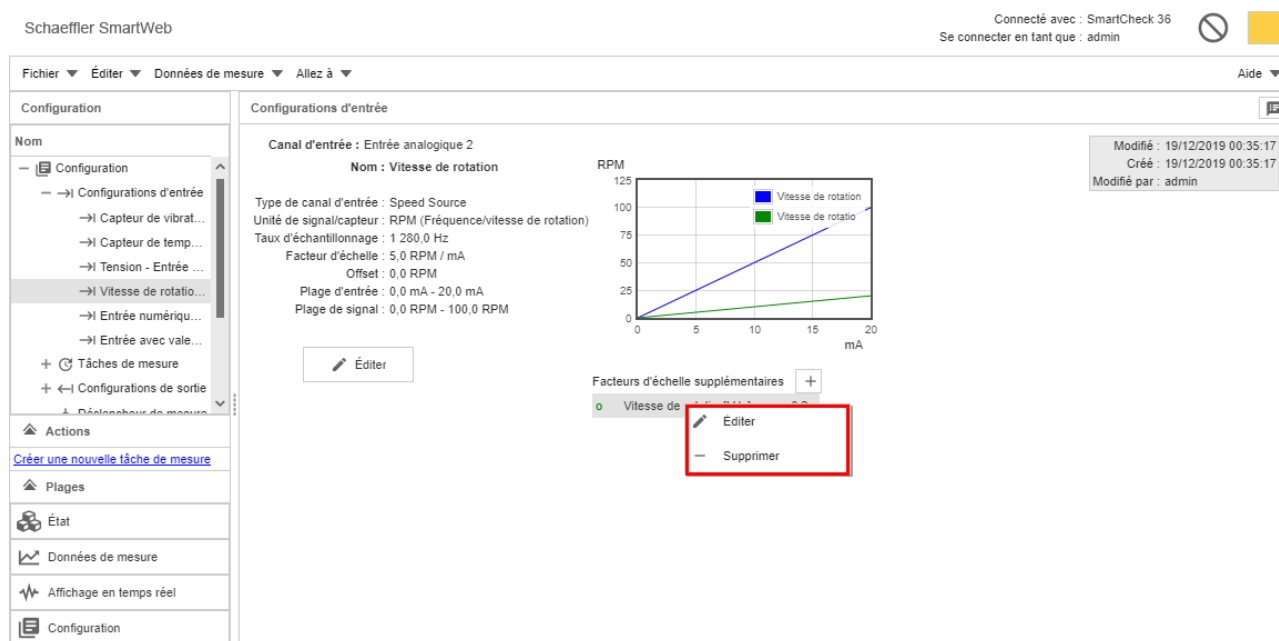 Schaeffler SmartWeb
Connecté avec : SmartCheck 36
Se connecter en tant que : admin
Fichier Éditer Données de mesure Allez à Aide
Configuration
Nom
Configuration
Configurations d'entrée
Capteur de vibrat...
Capteur de temp...
Tension - Entrée ...
Vitesse de rotatio...
Entrée numériqu...
Entrée avec vale...
Tâches de mesure
Configurations de sortie
Actions
Créer une nouvelle tâche de mesure
Plages
État
Données de mesure
Affichage en temps réel
Configuration
Configurations d'entrée
Canal d'entrée : Entrée analogique 2
Nom : Vitesse de rotation
Type de canal d'entrée : Speed Source
Unité de signal/capteur : RPM (Fréquence/vitesse de rotation)
Taux d'échantillonnage : 1 280,0 Hz
Facteur d'échelle : 5,0 RPM / mA
Offset : 0,0 RPM
Plage d'entrée : 0,0 mA - 20,0 mA
Plage de signal : 0,0 RPM - 100,0 RPM
Éditer
RPM
125
100
75
50
25
0
0 5 10 15 20
mA
Vitesse de rotation
Vitesse de rotatio
Facteurs d'échelle supplémentaires +
o Vitesse de
Éditer
Supprimer
Modifié : 19/12/2019 00:35:17
Créé : 19/12/2019 00:35:17
Modifié par : admin